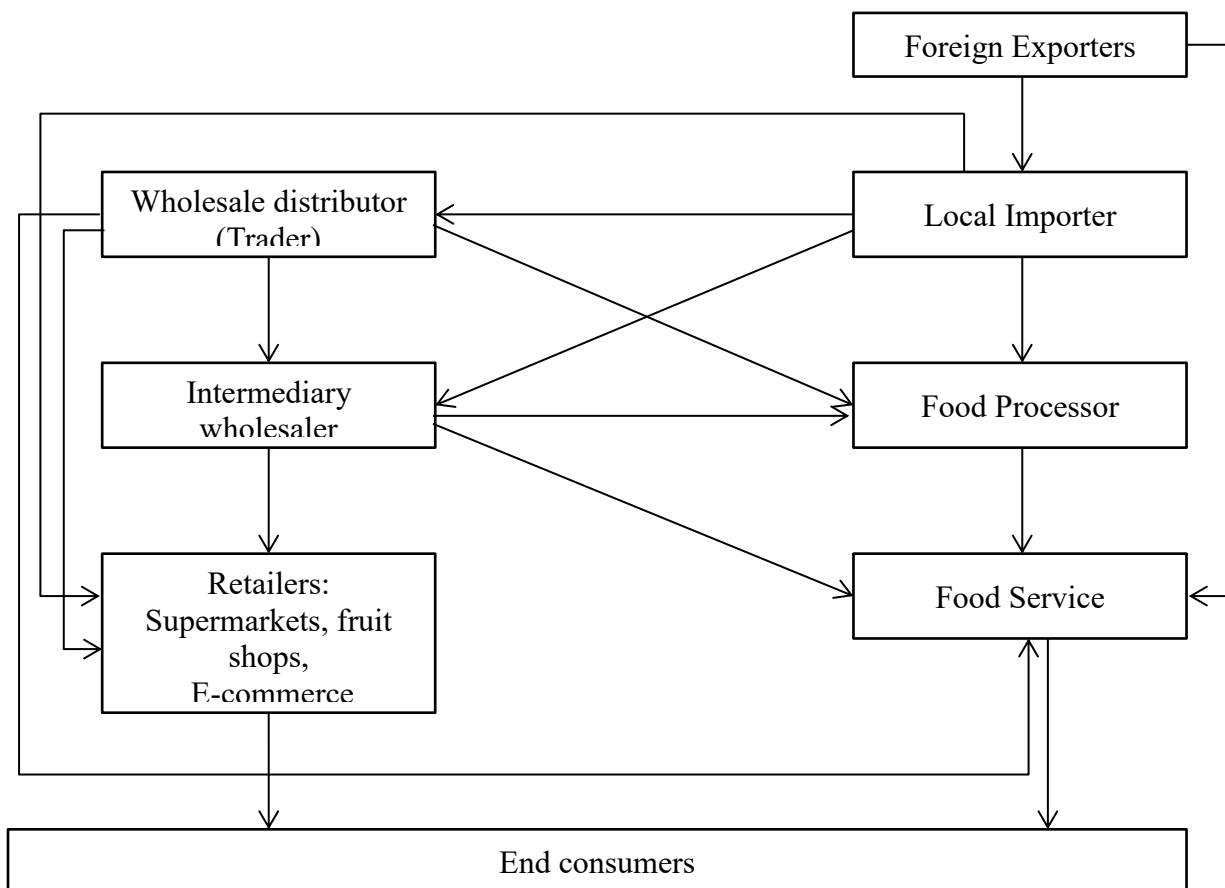 Foreign Exporters
Wholesale distributor
(Trader)
Local Importer
Intermediary
wholesaler
Food Processor
Retailers:
Supermarkets, fruit
shops,
E-commerce
Food Service
End consumers